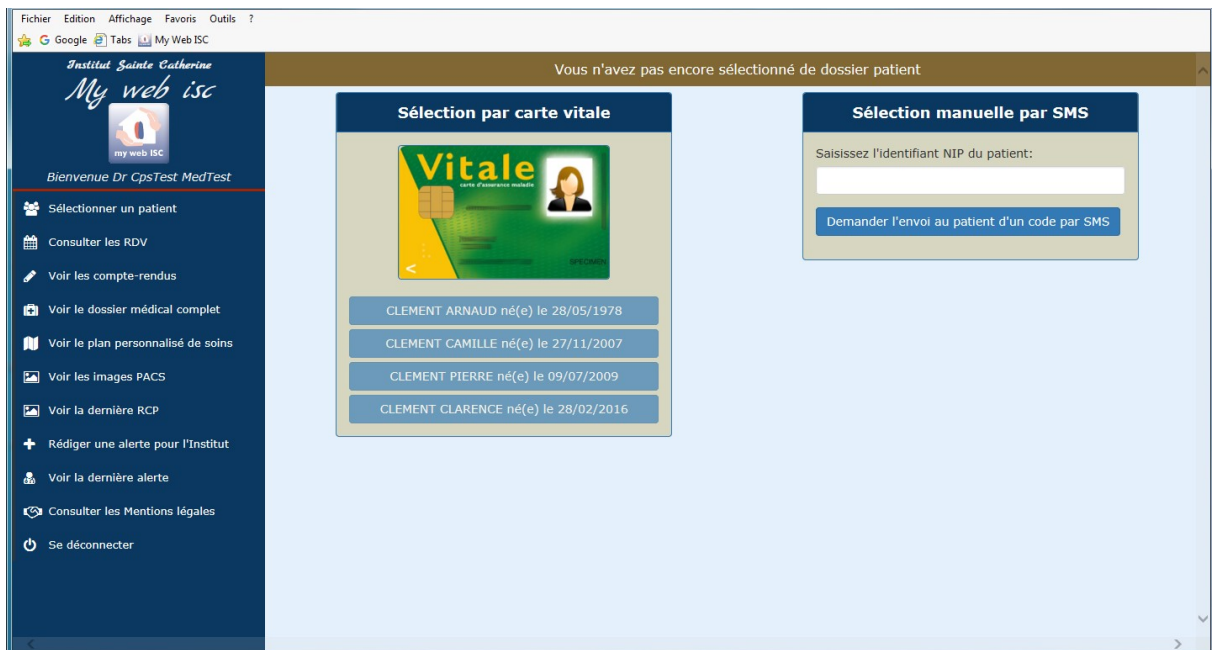 Fichier Edition Affichage Favoris Outils ?
Google Tabs My Web ISC
Institut Sainte Catherine
My web isc
my web ISC
Bienvenue Dr CpsTest MedTest
Sélectionner un patient
Consulter les RDV
Voir les compte-rendus
Voir le dossier médical complet
Voir le plan personnalisé de soins
Voir les images PACS
Voir la dernière RCP
Rédiger une alerte pour l'Institut
Voir la dernière alerte
Consulter les Mentions légales
Se déconnecter
Vous n'avez pas encore sélectionné de dossier patient
Sélection par carte vitale
Vitale
carte d'assurance maladie
SPECIMEN
CLEMENT ARNAUD né(e) le 28/05/1978
CLEMENT CAMILLE né(e) le 27/11/2007
CLEMENT PIERRE né(e) le 09/07/2009
CLEMENT CLARENCE né(e) le 28/02/2016
Sélection manuelle par SMS
Saisissez l'identifiant NIP du patient:
Demander l'envoi au patient d'un code par SMS